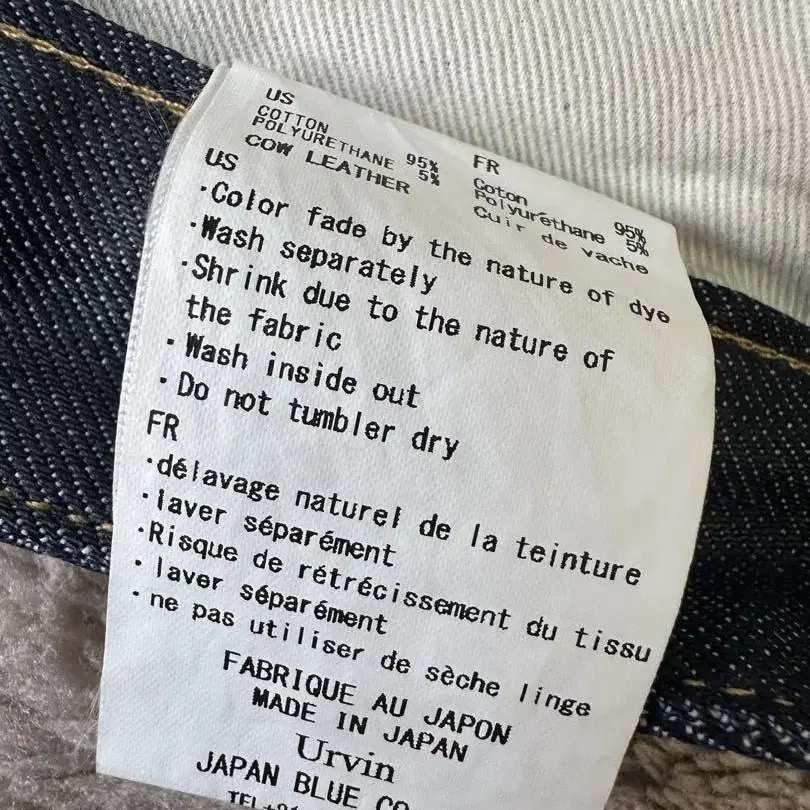 US
COTTON 95%
POLYURETHANE 5%
COW LEATHER
FR
Coton 95%
Polyuréthane 5%
Cuir de vache
US
·Color fade by the nature of dye
·Wash separately
·Shrink due to the nature of
the fabric
·Wash inside out
·Do not tumbler dry
FR
·délavage naturel de la teinture
·laver séparément
·Risque de rétrécissement du tissu
·laver séparément
·ne pas utiliser de sèche linge
FABRIQUE AU JAPON
MADE IN JAPAN
Urvin
JAPAN BLUE CO